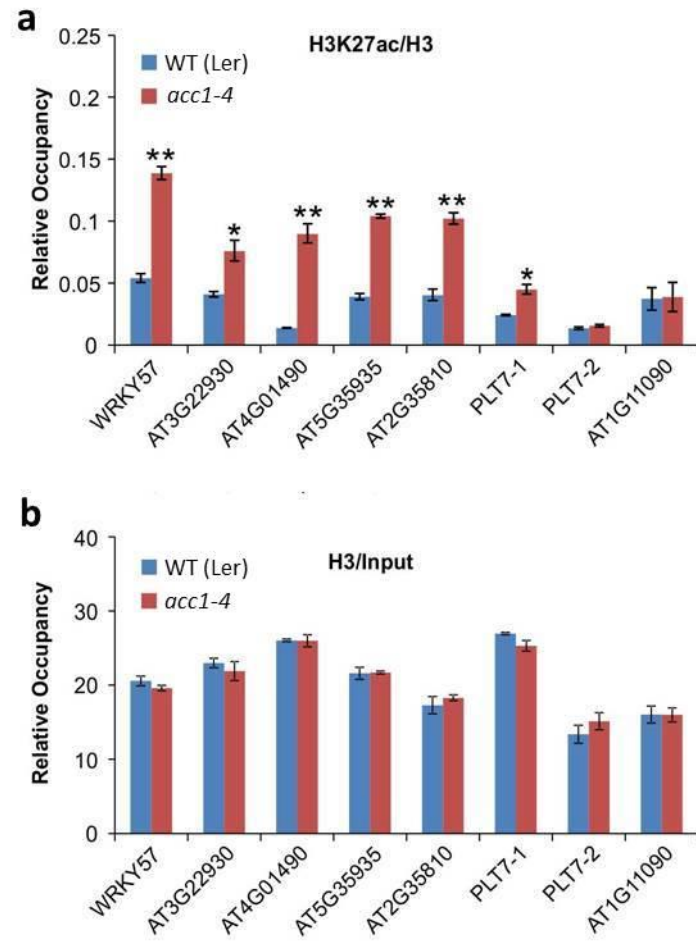 a
H3K27ac/H3
0.25
0.2
0.15
0.1
0.05
0
Relative Occupancy
WT (Ler)
acc1-4
**
*
**
**
**
*
WRKY57
AT3G22930
AT4G01490
AT5G35935
AT2G35810
PLT7-1
PLT7-2
AT1G11090
b
H3/Input
40
30
20
10
0
Relative Occupancy
WT (Ler)
acc1-4
WRKY57
AT3G22930
AT4G01490
AT5G35935
AT2G35810
PLT7-1
PLT7-2
AT1G11090